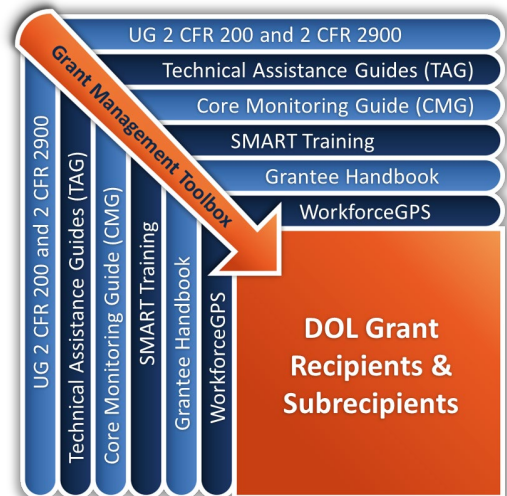 UG 2 CFR 200 and 2 CFR 2900
Technical Assistance Guides (TAG)
Core Monitoring Guide (CMG)
SMART Training
Grantee Handbook
WorkforceGPS
Grant Management Toolbox
UG 2 CFR 200 and 2 CFR 2900
Technical Assistance Guides (TAG)
Core Monitoring Guide (CMG)
SMART Training
Grantee Handbook
WorkforceGPS
DOL Grant
Recipients &
Subrecipients